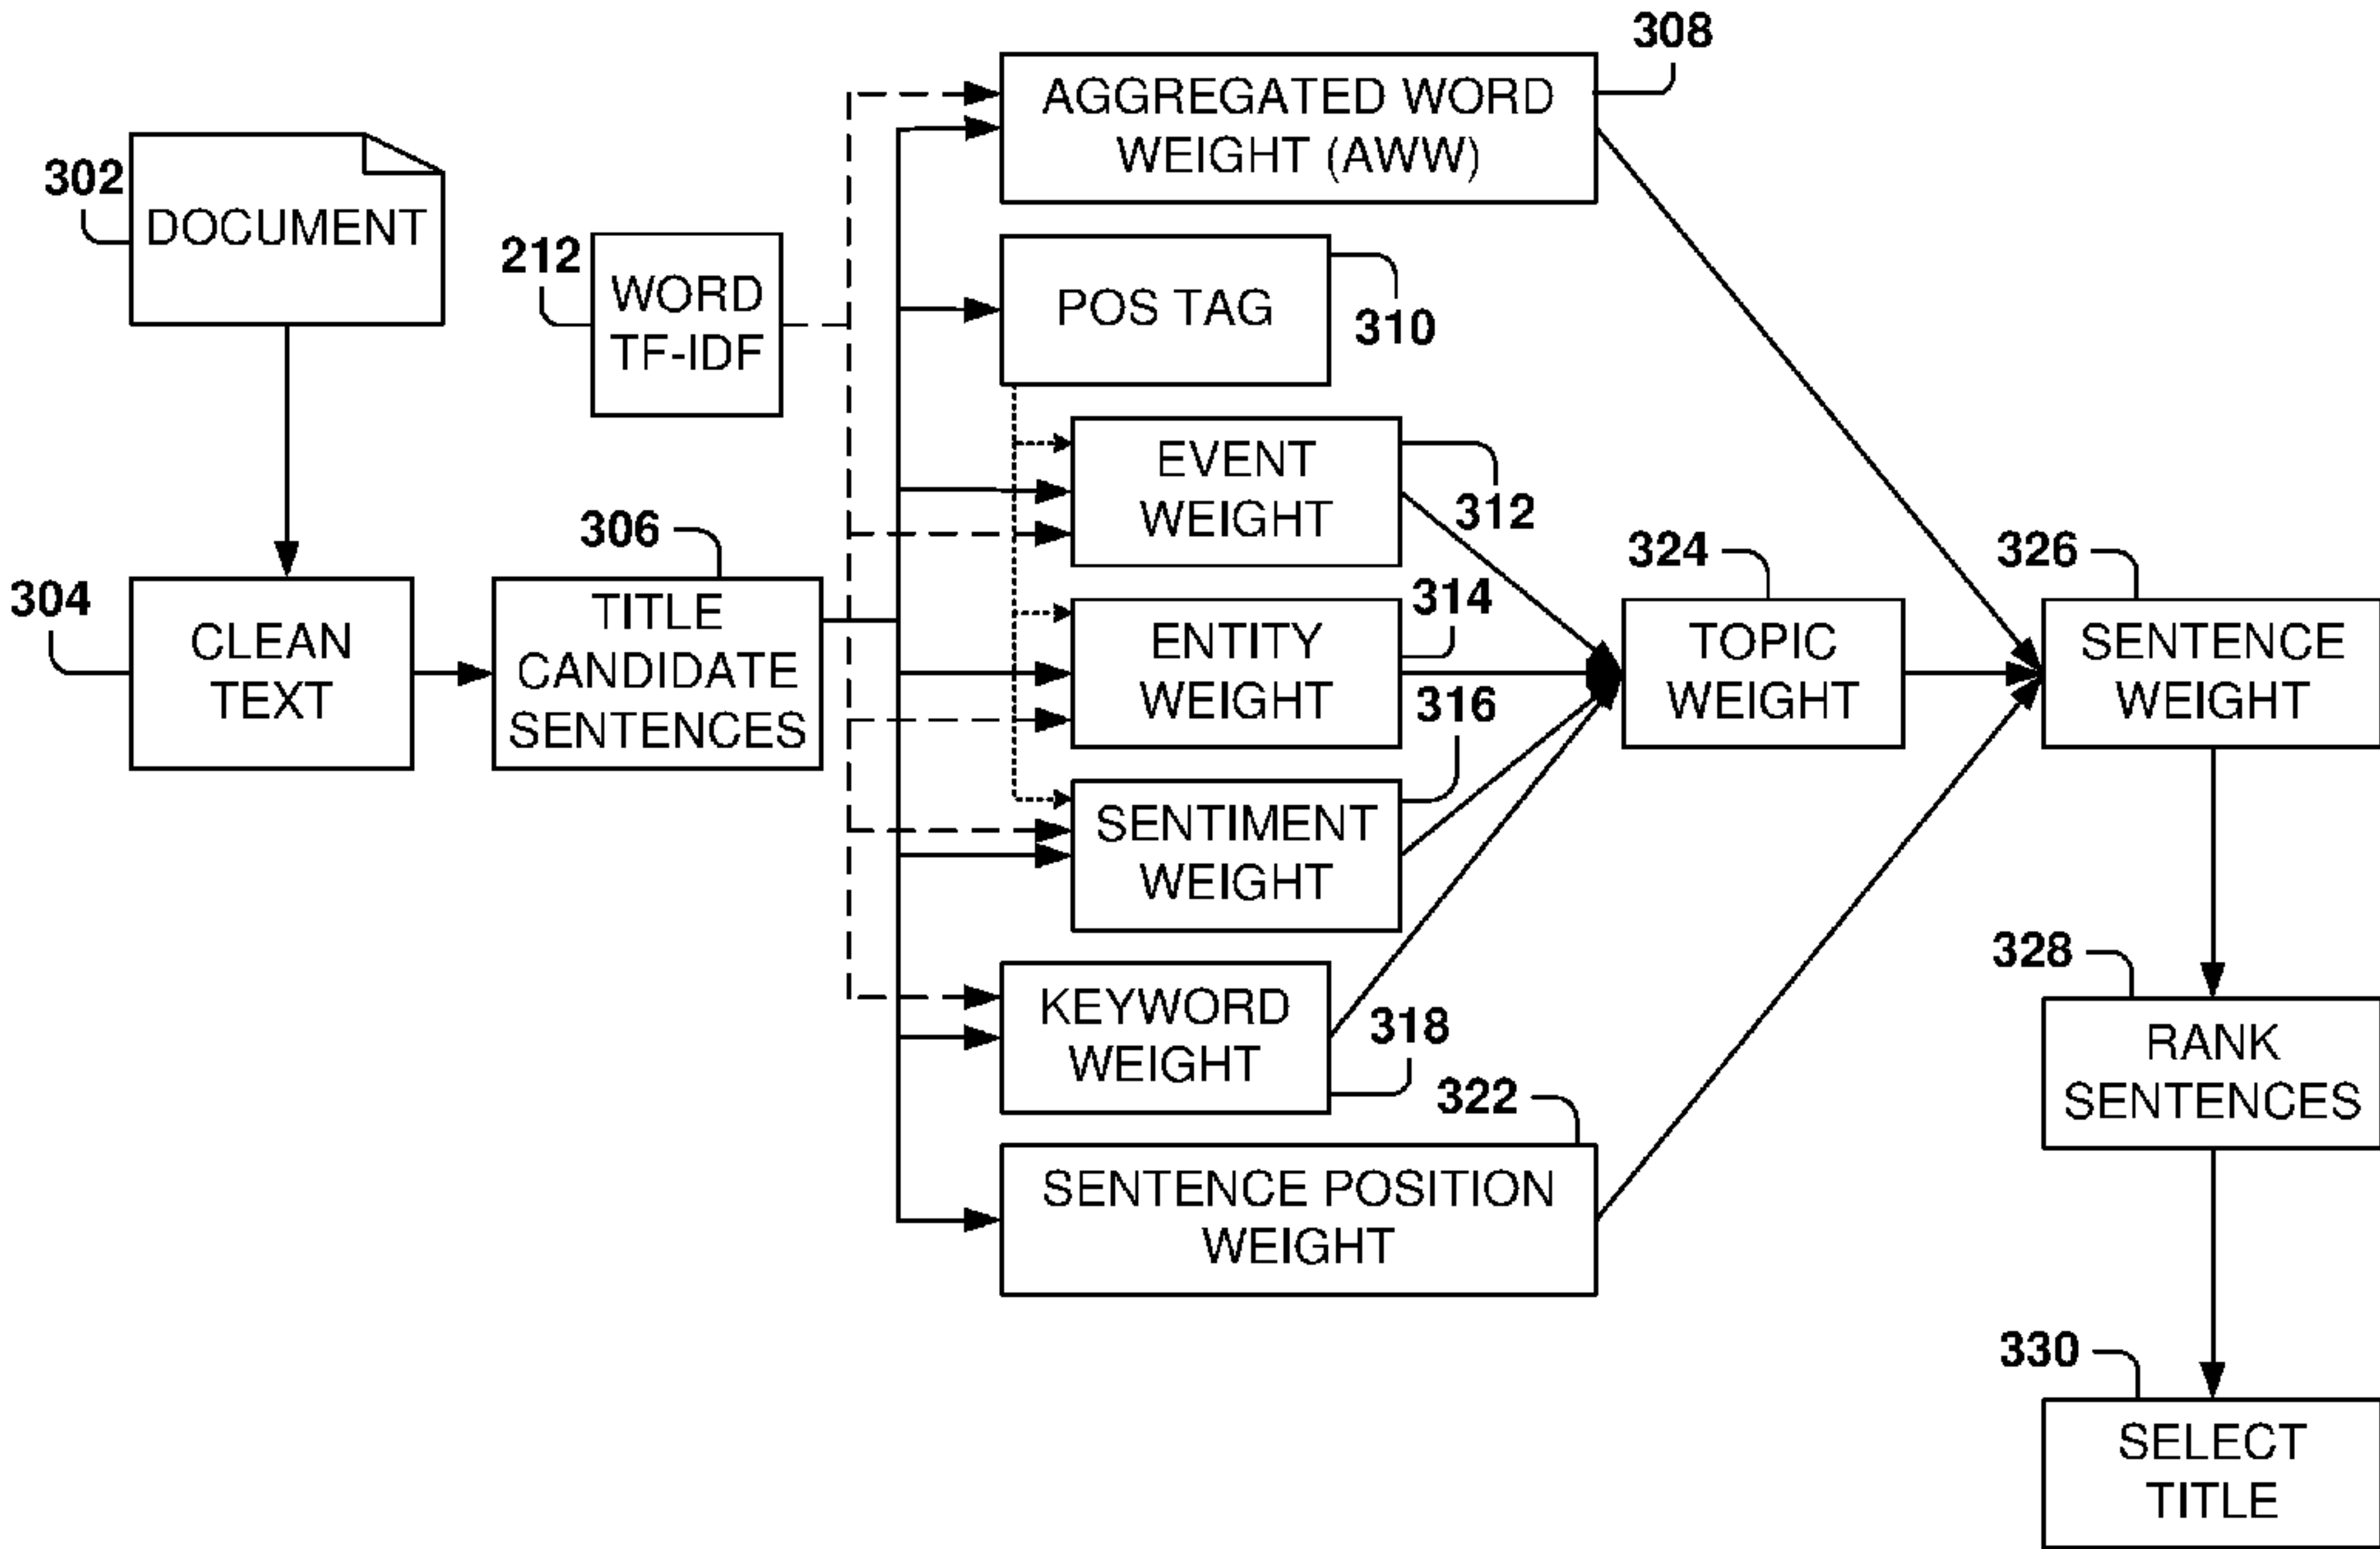 308
AGGREGATED WORD
WEIGHT (AWW)
302
DOCUMENT
212
WORD
TF-IDF
POS TAG
310
EVENT
WEIGHT
312
304
CLEAN
TEXT
306
TITLE
CANDIDATE
SENTENCES
314
ENTITY
WEIGHT
316
SENTIMENT
WEIGHT
324
TOPIC
WEIGHT
326
SENTENCE
WEIGHT
KEYWORD
WEIGHT
318
322
SENTENCE POSITION
WEIGHT
328
RANK
SENTENCES
330
SELECT
TITLE